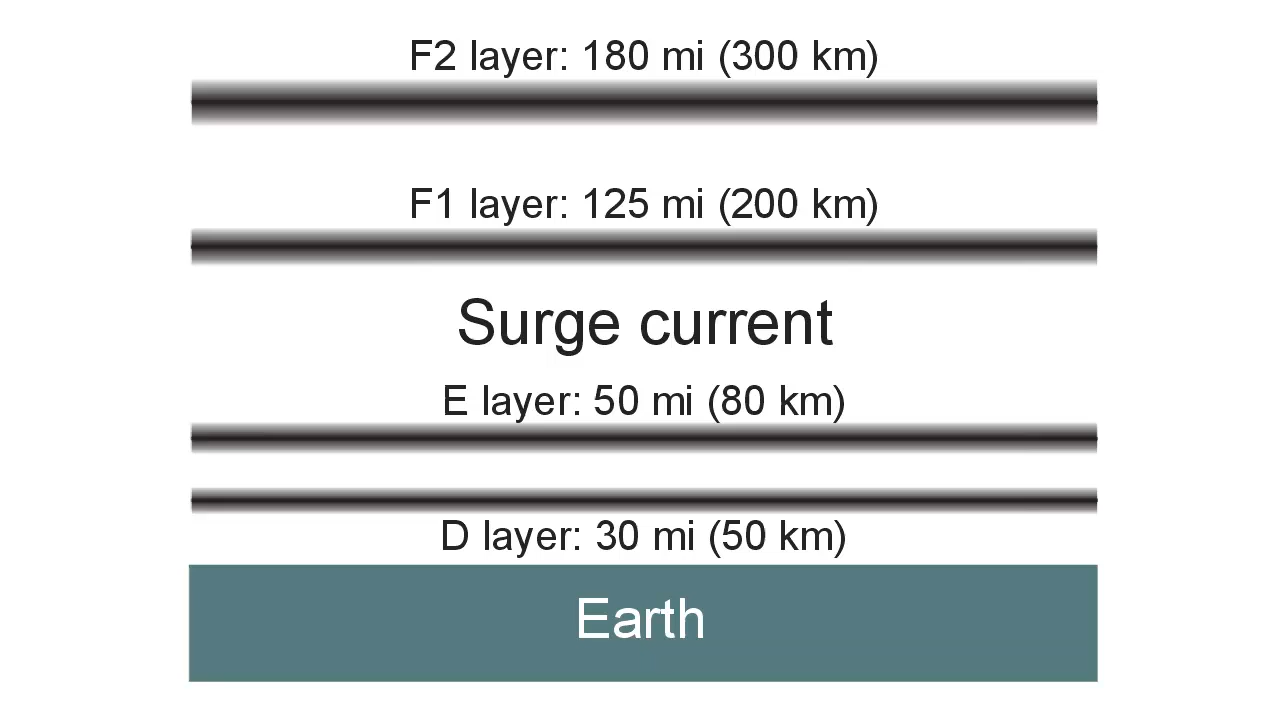 F2 layer: 180 mi (300 km)
F1 layer: 125 mi (200 km)
Surge current
E layer: 50 mi (80 km)
D layer: 30 mi (50 km)
Earth